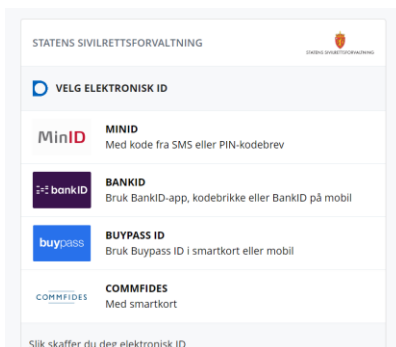 STATENS SIVILRETTSFORVALTNING
STATENS SIVILRETTSFORVALTNING
VELG ELEKTRONISK ID
MinID
MINID
Med kode fra SMS eller PIN-kodebrev
bankID
BANKID
Bruk BankID-app, kodebrikke eller BankID på mobil
buypass
BUYPASS ID
Bruk Buypass ID i smartkort eller mobil
COMMFIDES
COMMFIDES
Med smartkort
Slik skaffer du deg elektronisk ID